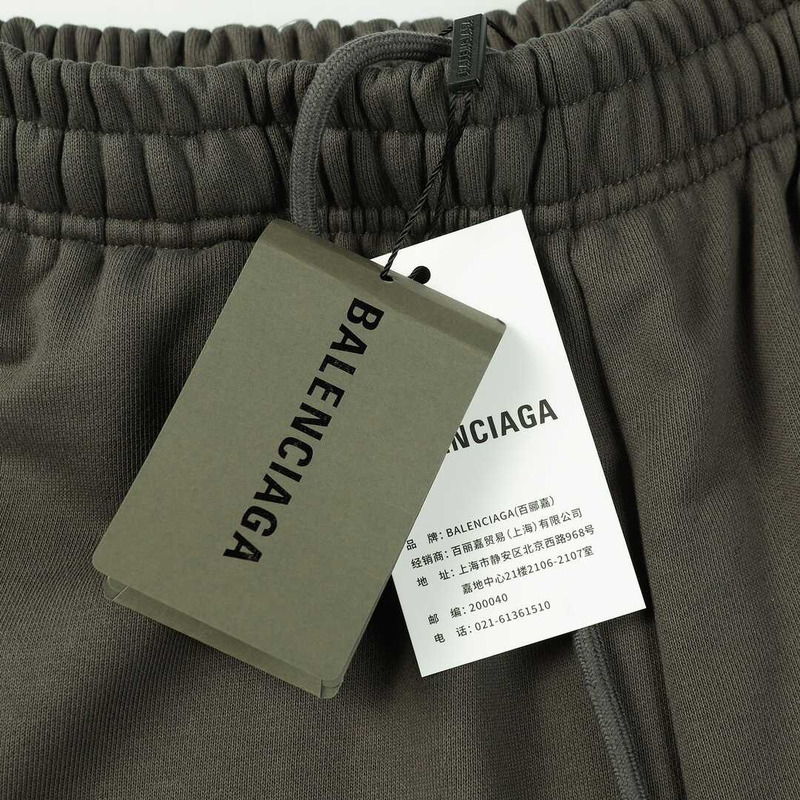 BALENCIAGA
NCIAGA
品 牌: BALENCIAGA(百郦嘉)
经销商: 百丽嘉贸易(上海)有限公司
地 址: 上海市静安区北京西路968号
嘉地中心21楼2106-2107室
邮 编: 200040
电 话: 021-61361510